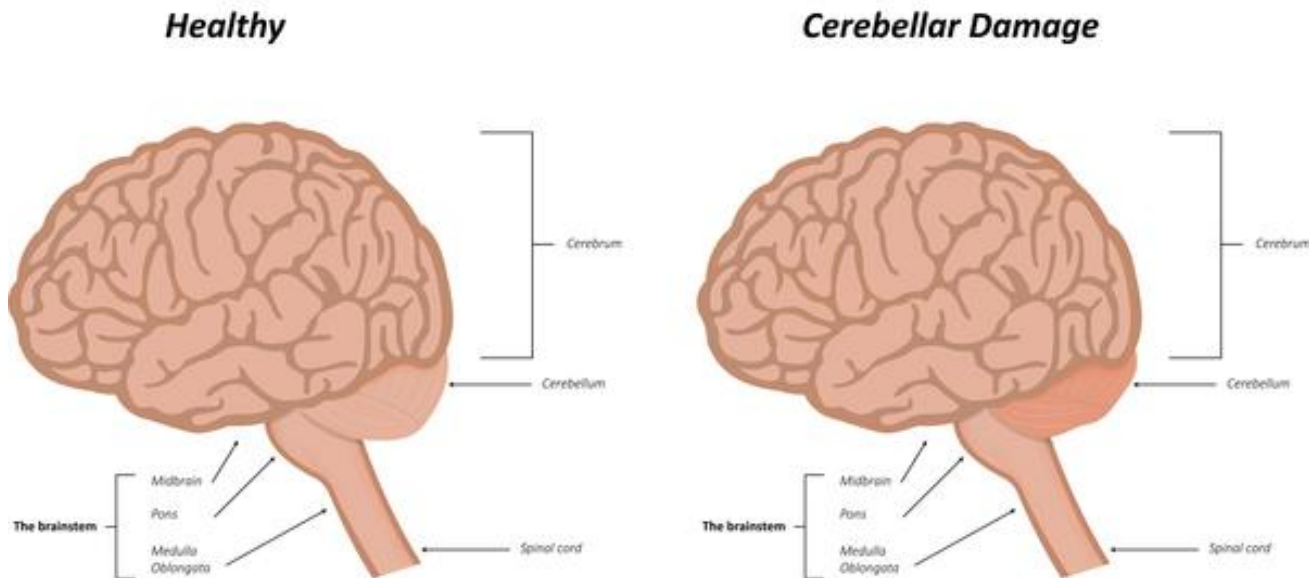 Healthy
Cerebrum
Cerebellum
Midbrain
Pons
The brainstem
Medulla
Oblongata
Spinal cord
Cerebellar Damage
Cerebrum
Cerebellum
Midbrain
Pons
The brainstem
Medulla
Oblongata
Spinal cord